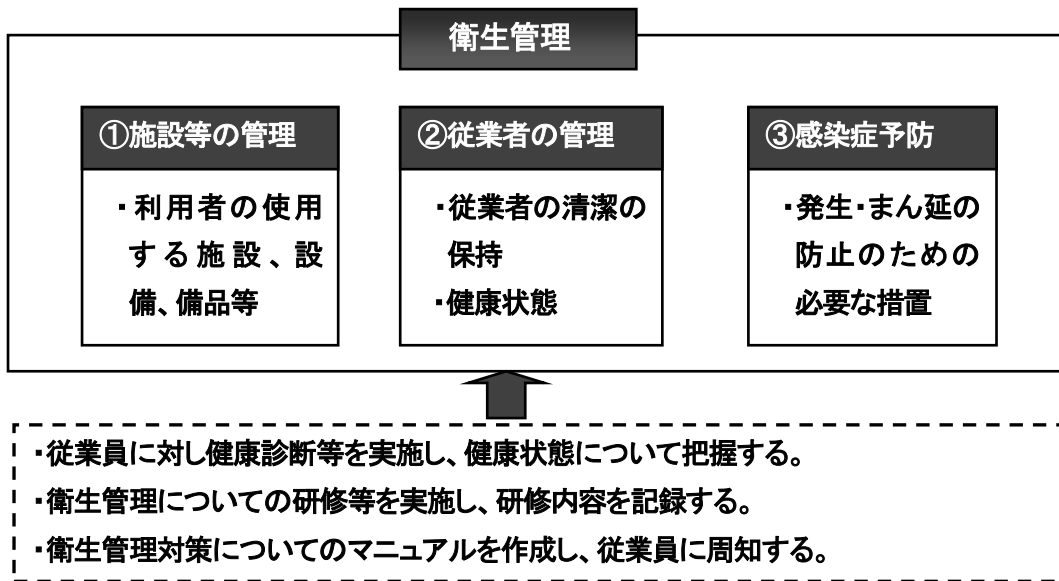 衛生管理
①施設等の管理
・利用者の使用
する施設、設
備、備品等
②従業者の管理
・従業者の清潔の
保持
・健康状態
③感染症予防
・発生・まん延の
防止のための
必要な措置
・従業員に対し健康診断等を実施し、健康状態について把握する。
・衛生管理についての研修等を実施し、研修内容を記録する。
・衛生管理対策についてのマニュアルを作成し、従業員に周知する。